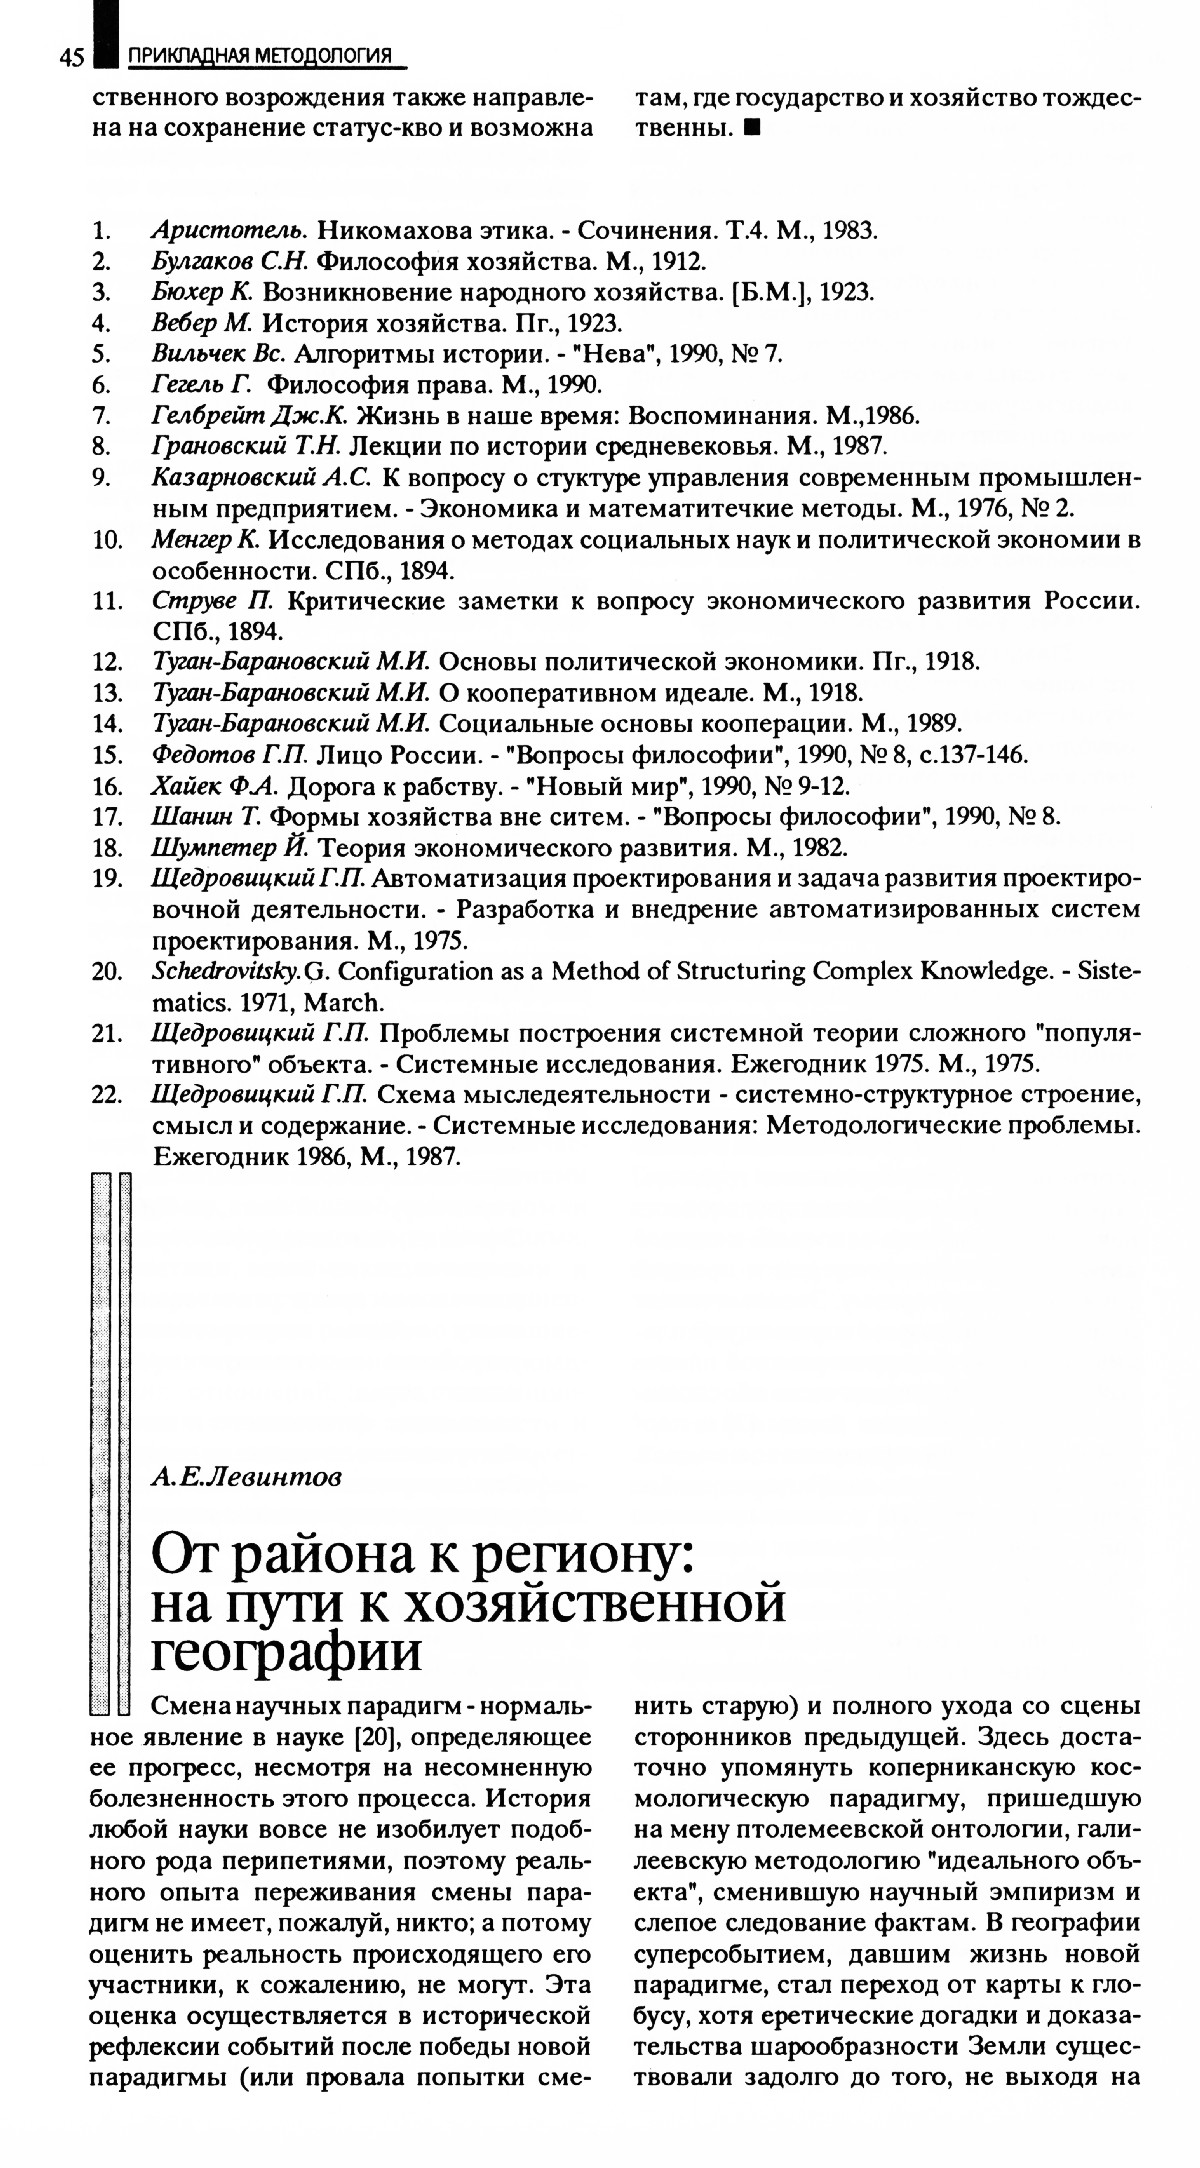 45 ПРИКЛАДНАЯ МЕТОДОЛОГИЯ
ственного возрождения также направле-
на на сохранение статус-кво и возможна
там, где государство и хозяйство тождес-
твенны. ■
1. Аристотель. Никомахова этика. - Сочинения. Т.4. М., 1983.
2. Булгаков С.Н. Философия хозяйства. М., 1912.
3. Бюхер К. Возникновение народного хозяйства. [Б.М.], 1923.
4. Вебер М. История хозяйства. Пг., 1923.
5. Вильчек Вс. Алгоритмы истории. - "Нева", 1990, № 7.
6. Гегель Г. Философия права. М., 1990.
7. Гелбрейт Дж.К. Жизнь в наше время: Воспоминания. М.,1986.
8. Грановский Т.Н. Лекции по истории средневековья. М., 1987.
9. Казарновский А.С. К вопросу о стуктуре управления современным промышлен-
ным предприятием. - Экономика и математитечкие методы. М., 1976, № 2.
10. Менгер К. Исследования о методах социальных наук и политической экономии в
особенности. СПб., 1894.
11. Струве П. Критические заметки к вопросу экономического развития России.
СПб., 1894.
12. Туган-Барановский М.И. Основы политической экономики. Пг., 1918.
13. Туган-Барановский М.И. О кооперативном идеале. М., 1918.
14. Туган-Барановский М.И. Социальные основы кооперации. М., 1989.
15. Федотов Г.П. Лицо России. - "Вопросы философии", 1990, № 8, с.137-146.
16. Хайек Ф.А. Дорога к рабству. - "Новый мир", 1990, № 9-12.
17. Шанин Т. Формы хозяйства вне ситем. - "Вопросы философии", 1990, № 8.
18. Шумпетер Й. Теория экономического развития. М., 1982.
19. Щедровицкий Г.П. Автоматизация проектирования и задача развития проектиро-
вочной деятельности. - Разработка и внедрение автоматизированных систем
проектирования. М., 1975.
20. Schedrovitsky.G. Configuration as a Method of Structuring Complex Knowledge. - Siste-
matics. 1971, March.
21. Щедровицкий Г.П. Проблемы построения системной теории сложного "популя-
тивного" объекта. - Системные исследования. Ежегодник 1975. М., 1975.
22. Щедровицкий Г.П. Схема мыследеятельности - системно-структурное строение,
смысл и содержание. - Системные исследования: Методологические проблемы.
Ежегодник 1986, М., 1987.
А.Е.Левинтов
От района к региону:
на пути к хозяйственной
географии
Смена научных парадигм - нормаль-
ное явление в науке [20], определяющее
ее прогресс, несмотря на несомненную
болезненность этого процесса. История
любой науки вовсе не изобилует подоб-
ного рода перипетиями, поэтому реаль-
ного опыта переживания смены пара-
дигм не имеет, пожалуй, никто; а потому
оценить реальность происходящего его
участники, к сожалению, не могут. Эта
оценка осуществляется в исторической
рефлексии событий после победы новой
парадигмы (или провала попытки сме-
нить старую) и полного ухода со сцены
сторонников предыдущей. Здесь доста-
точно упомянуть коперниканскую кос-
мологическую парадигму, пришедшую
на мену птолемеевской онтологии, гали-
леевскую методологию "идеального объ-
екта", сменившую научный эмпиризм и
слепое следование фактам. В географии
суперсобытием, давшим жизнь новой
парадигме, стал переход от карты к гло-
бусу, хотя еретические догадки и доказа-
тельства шарообразности Земли сущес-
твовали задолго до того, не выходя на